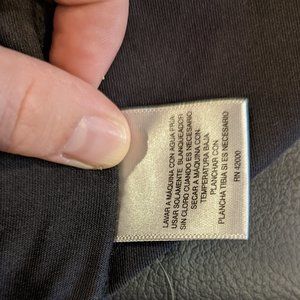 LAVAR A MAQUINA CON AGUA FRIA
USAR SOLAMENTE BLANQUEADOR
SIN CLORO CUANDO ES NECESARIO
SECAR A MAQUINA CON
TEMPERATURA BAJA
PLANCHAR CON
PLANCHA TIBIA SI ES NECESARIO
RN 42000